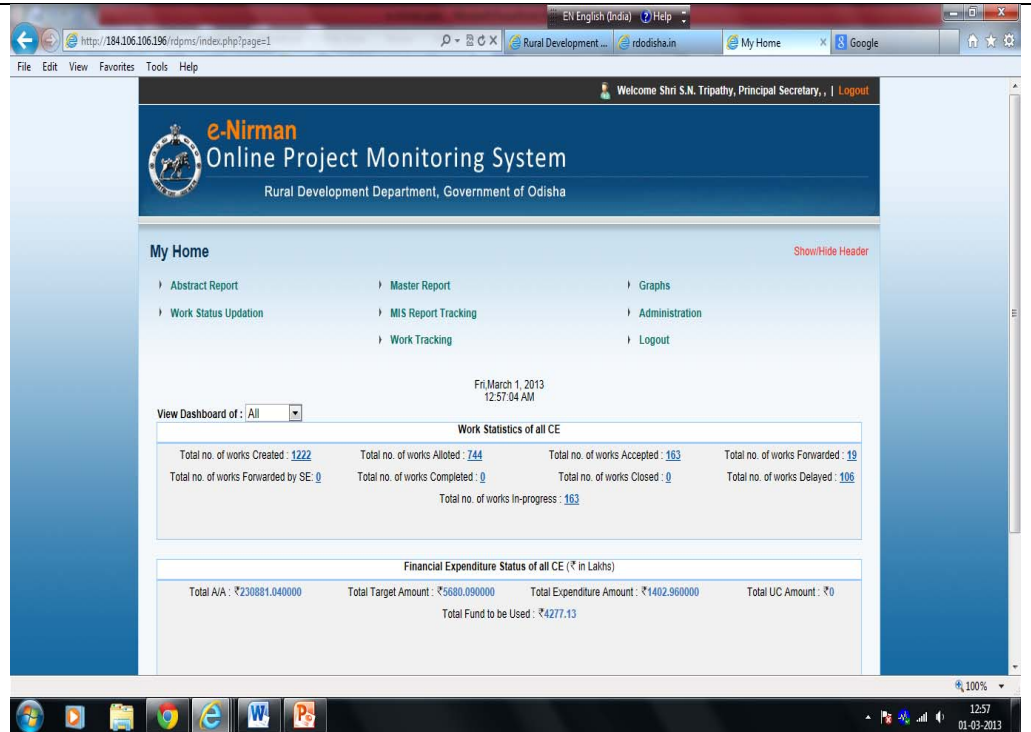 EN English (India) Help
http://184.106.106.196/rdpms/index.php?page=1
Rural Development ...
rdodisha.in
My Home
Google
File Edit View Favorites Tools Help
Welcome Shri S.N. Tripathy, Principal Secretary, , | Logout
e-Nirman
Online Project Monitoring System
Rural Development Department, Government of Odisha
My Home
Show/Hide Header
Abstract Report Master Report Graphs
Work Status Updation MIS Report Tracking Administration
Work Tracking Logout
Fri,March 1, 2013
12:57:04 AM
View Dashboard of : All
Work Statistics of all CE
Total no. of works Created : 1222 Total no. of works Alloted : 744 Total no. of works Accepted : 163 Total no. of works Forwarded : 19
Total no. of works Forwarded by SE: 0 Total no. of works Completed : 0 Total no. of works Closed : 0 Total no. of works Delayed : 106
Total no. of works In-progress : 163
Financial Expenditure Status of all CE (₹ in Lakhs)
Total A/A : ₹230881.040000 Total Target Amount : ₹5680.090000 Total Expenditure Amount : ₹1402.960000 Total UC Amount : ₹0
Total Fund to be Used : ₹4277.13
100%
12:57
01-03-2013